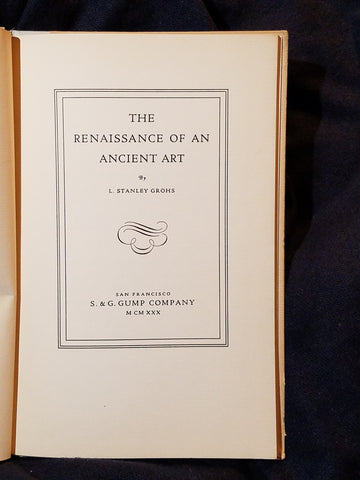 THE
RENAISSANCE OF AN
ANCIENT ART
By
L. STANLEY GROHS
SAN FRANCISCO
S. & G. GUMP COMPANY
M CM XXX